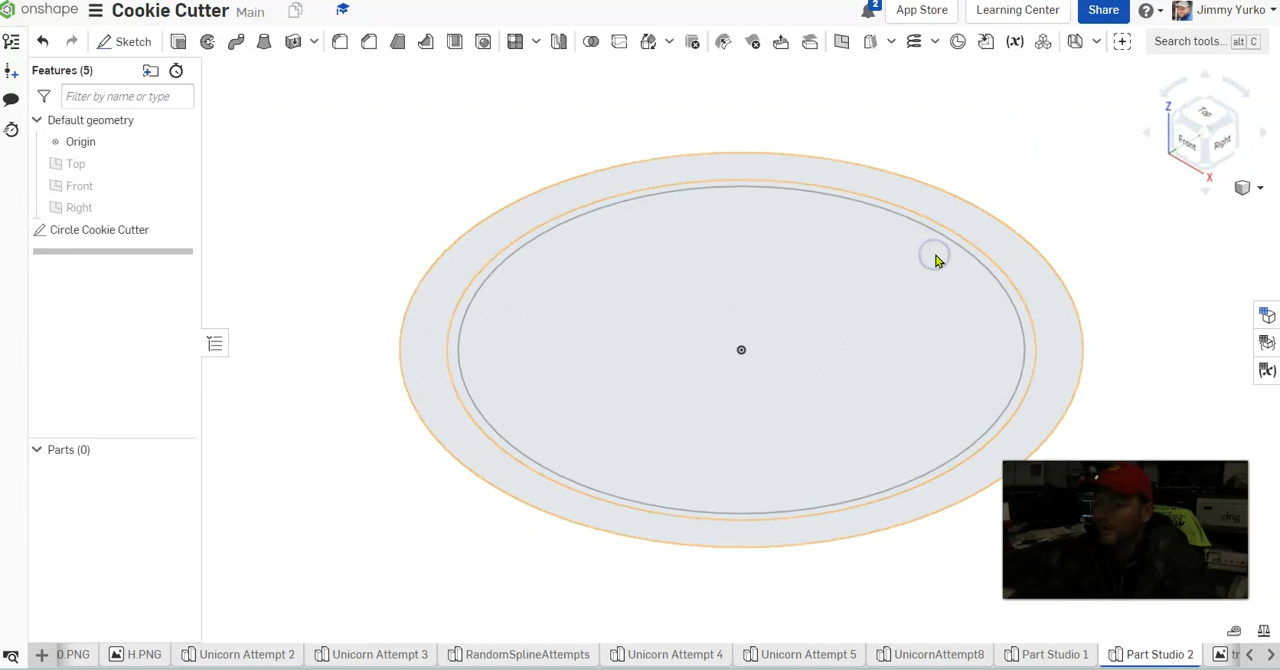 onshape Cookie Cutter Main 2 App Store Learning Center Share Jimmy Yurko
Sketch (x) Search tools... alt C
Features (5)
Filter by name or type
Default geometry
Origin
Top
Front
Right
Circle Cookie Cutter
Parts (0)
Z Top
Front Right
X
zing
0.PNG H.PNG Unicorn Attempt 2 Unicorn Attempt 3 RandomSplineAttempts Unicorn Attempt 4 Unicorn Attempt 5 UnicornAttempt8 Part Studio 1 Part Studio 2 tr